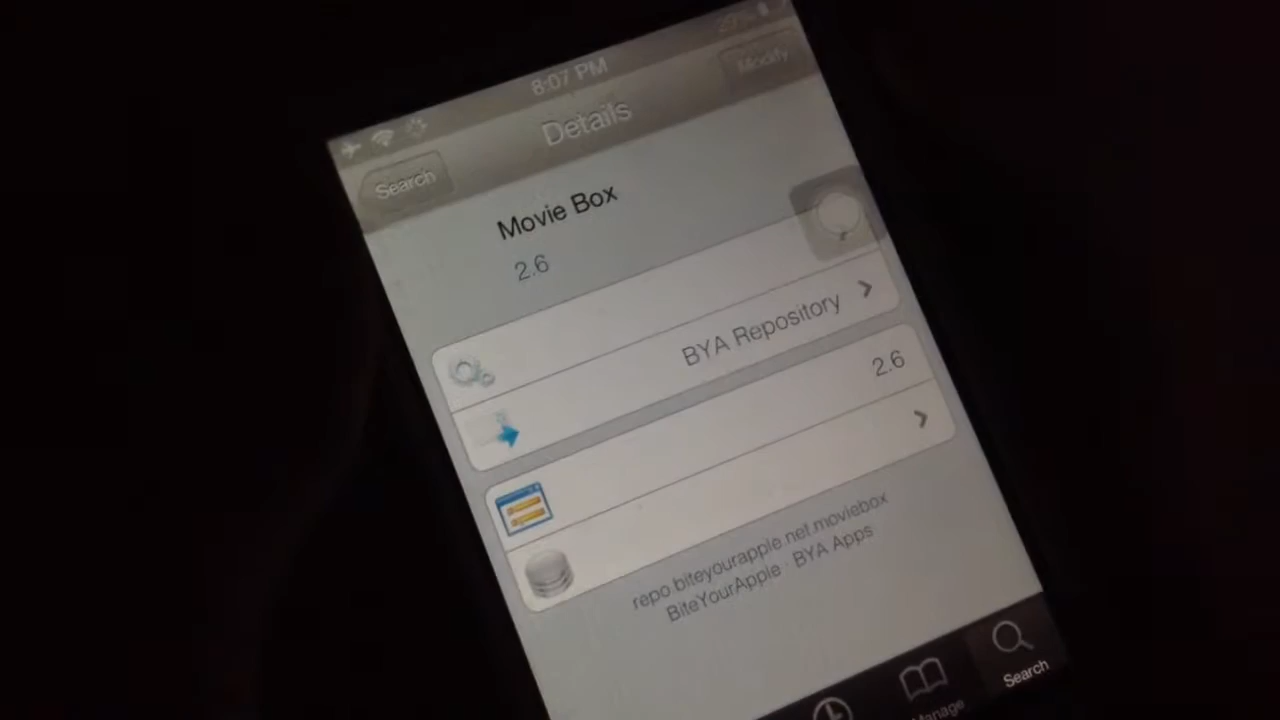 8:07 PM
Search
Details
Modify
Movie Box
2.6
BYA Repository
2.6
repo.biteyourapple.net.moviebox
BiteYourApple · BYA Apps
Manage
Search